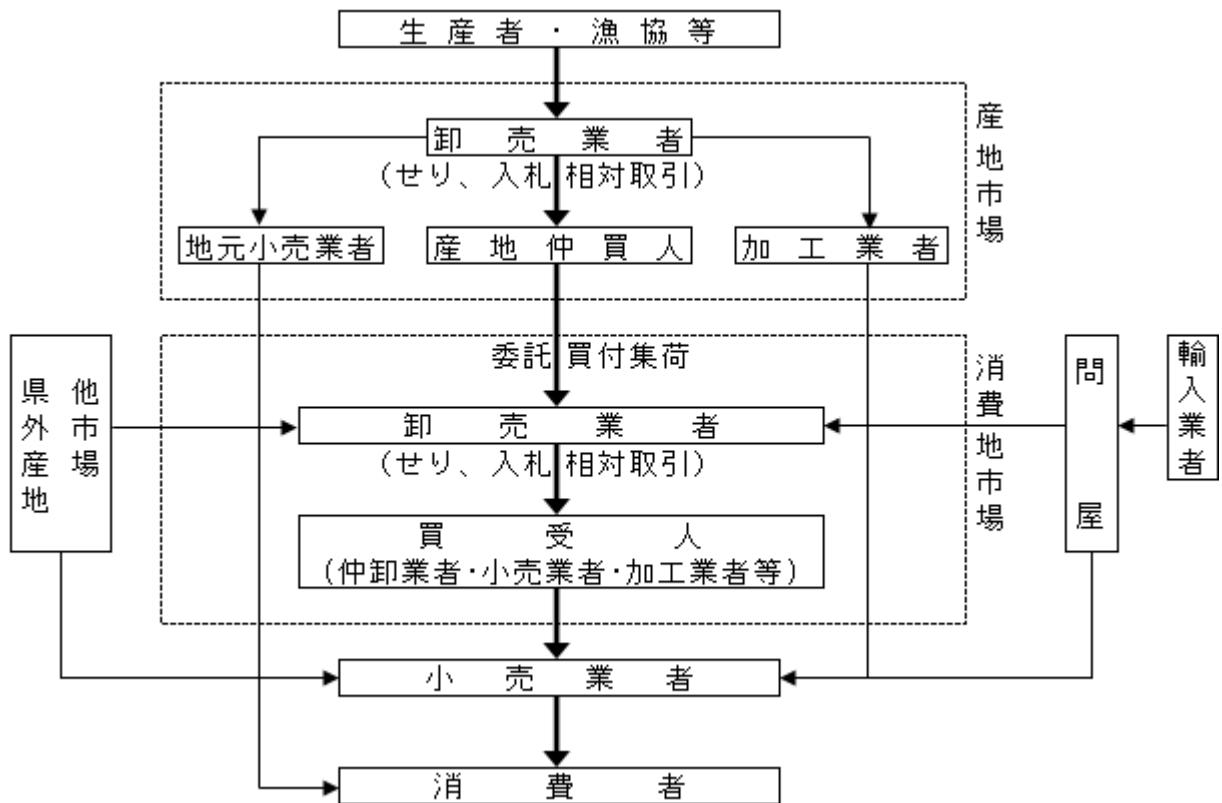 生産者・漁協等
産地市場
卸売業者
(せり、入札 相対取引)
地元小売業者
産地仲買人
加工業者
委託 買付集荷
消費地市場
県外産地
他市場
卸売業者
(せり、入札 相対取引)
問屋
輸入業者
買受人
(仲卸業者・小売業者・加工業者等)
小売業者
消費者